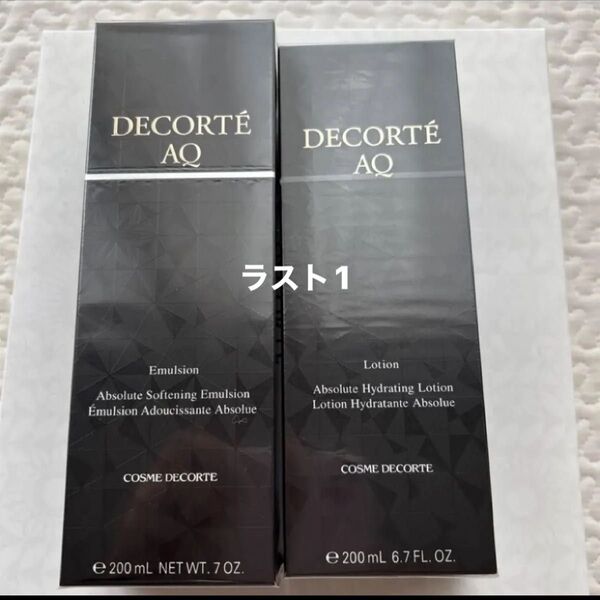 DECORTÉ
AQ
Emulsion
Absolute Softening Emulsion
Émulsion Adoucissante Absolue
COSME DECORTE
℮ 200 mL NET WT. 7 OZ.
DECORTÉ
AQ
Lotion
Absolute Hydrating Lotion
Lotion Hydratante Absolue
COSME DECORTE
℮ 200 mL 6.7 FL. OZ.
ラスト1